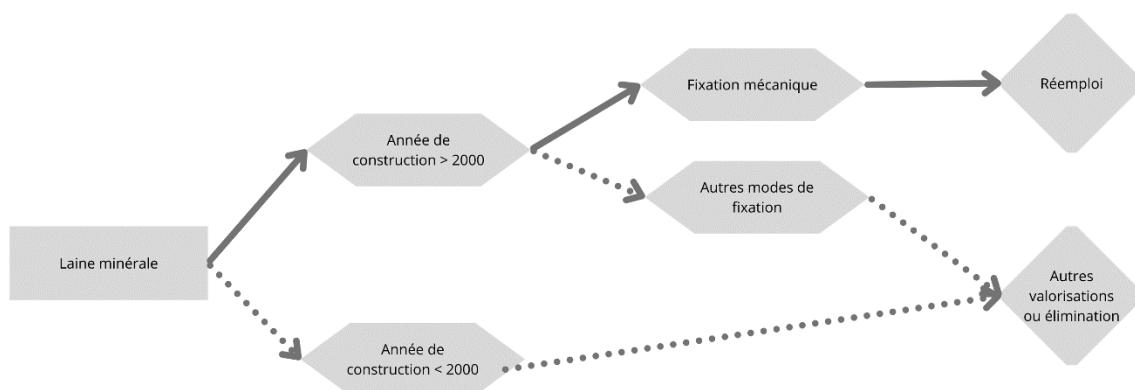 Laine minérale
Année de
construction > 2000
Fixation mécanique
Réemploi
Autres modes de
fixation
Année de
construction < 2000
Autres
valorisations
ou élimination